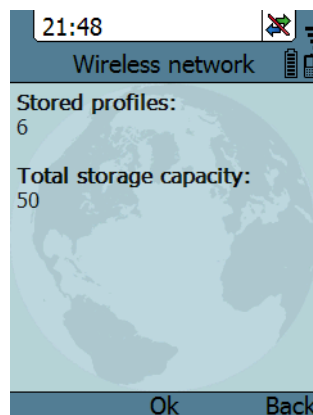 21:48
Wireless network
Stored profiles:
6
Total storage capacity:
50
Ok
Back